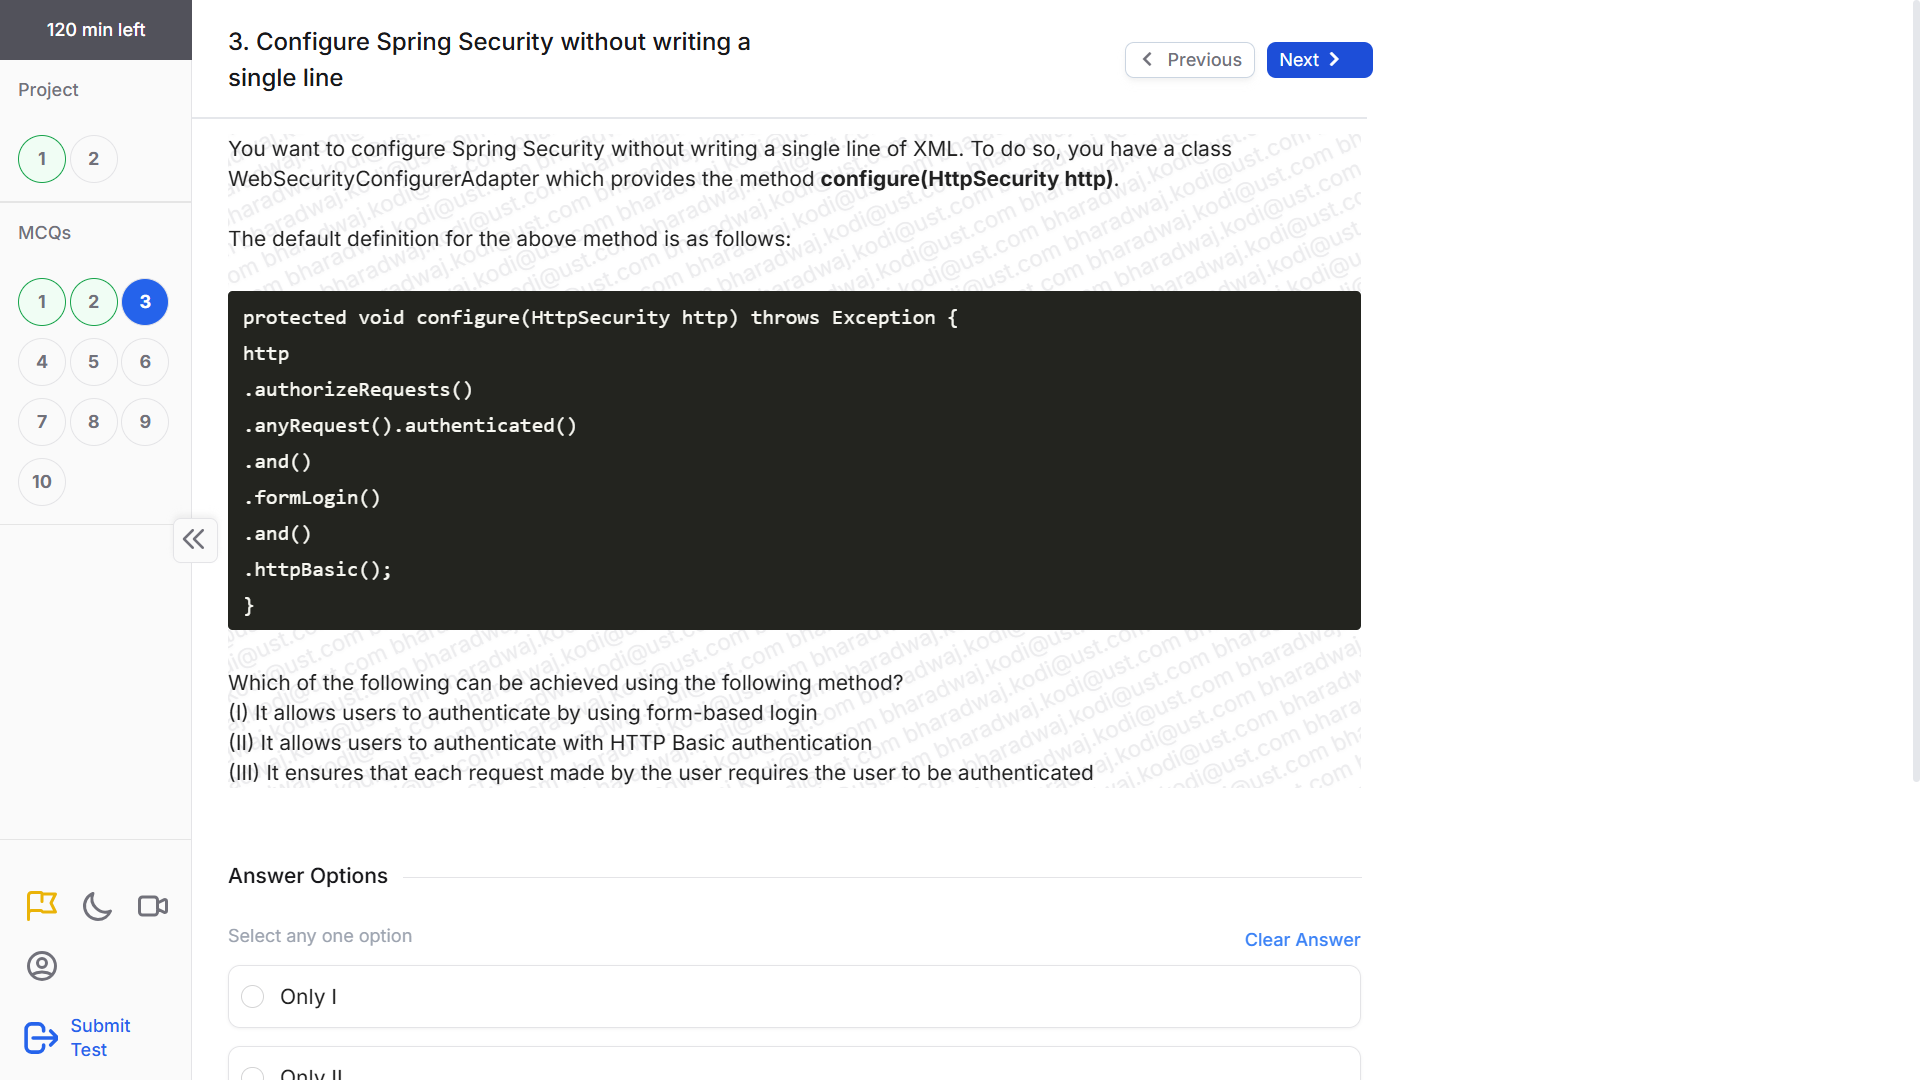 120 min left
Project
1
2
MCQs
1
2
3
4
5
6
7
8
9
10
Submit
Test
3. Configure Spring Security without writing a
single line
Previous
Next
You want to configure Spring Security without writing a single line of XML. To do so, you have a class
WebSecurityConfigurerAdapter which provides the method configure(HttpSecurity http).
The default definition for the above method is as follows:
protected void configure(HttpSecurity http) throws Exception {
http
.authorizeRequests()
.anyRequest().authenticated()
.and()
.formLogin()
.and()
.httpBasic();
}
Which of the following can be achieved using the following method?
(I) It allows users to authenticate by using form-based login
(II) It allows users to authenticate with HTTP Basic authentication
(III) It ensures that each request made by the user requires the user to be authenticated
bharadwaj.kodi@ust.com
Answer Options
Select any one option
Clear Answer
Only I
Only II